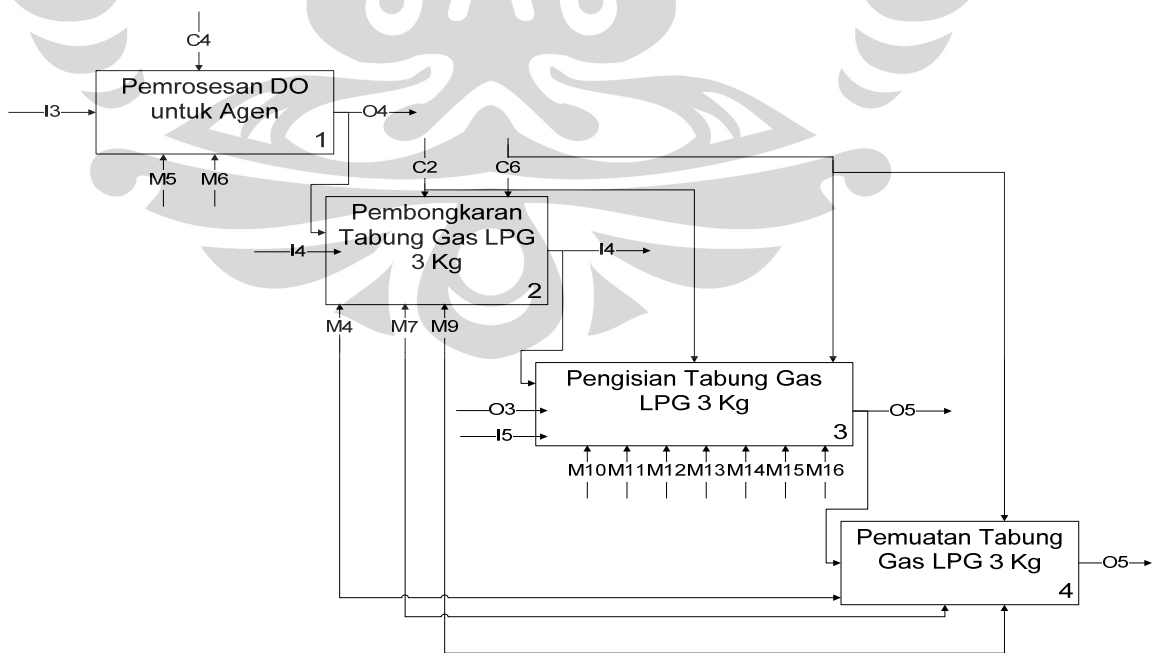 C4
Pemrosesan DO
untuk Agen
1
I3
O4
M5
M6
C2
C6
Pembongkaran
Tabung Gas LPG
3 Kg
2
I4
I4
M4
M7
M9
Pengisian Tabung Gas
LPG 3 Kg
3
O3
I5
O5
M10
M11
M12
M13
M14
M15
M16
Pemuatan Tabung
Gas LPG 3 Kg
4
O5